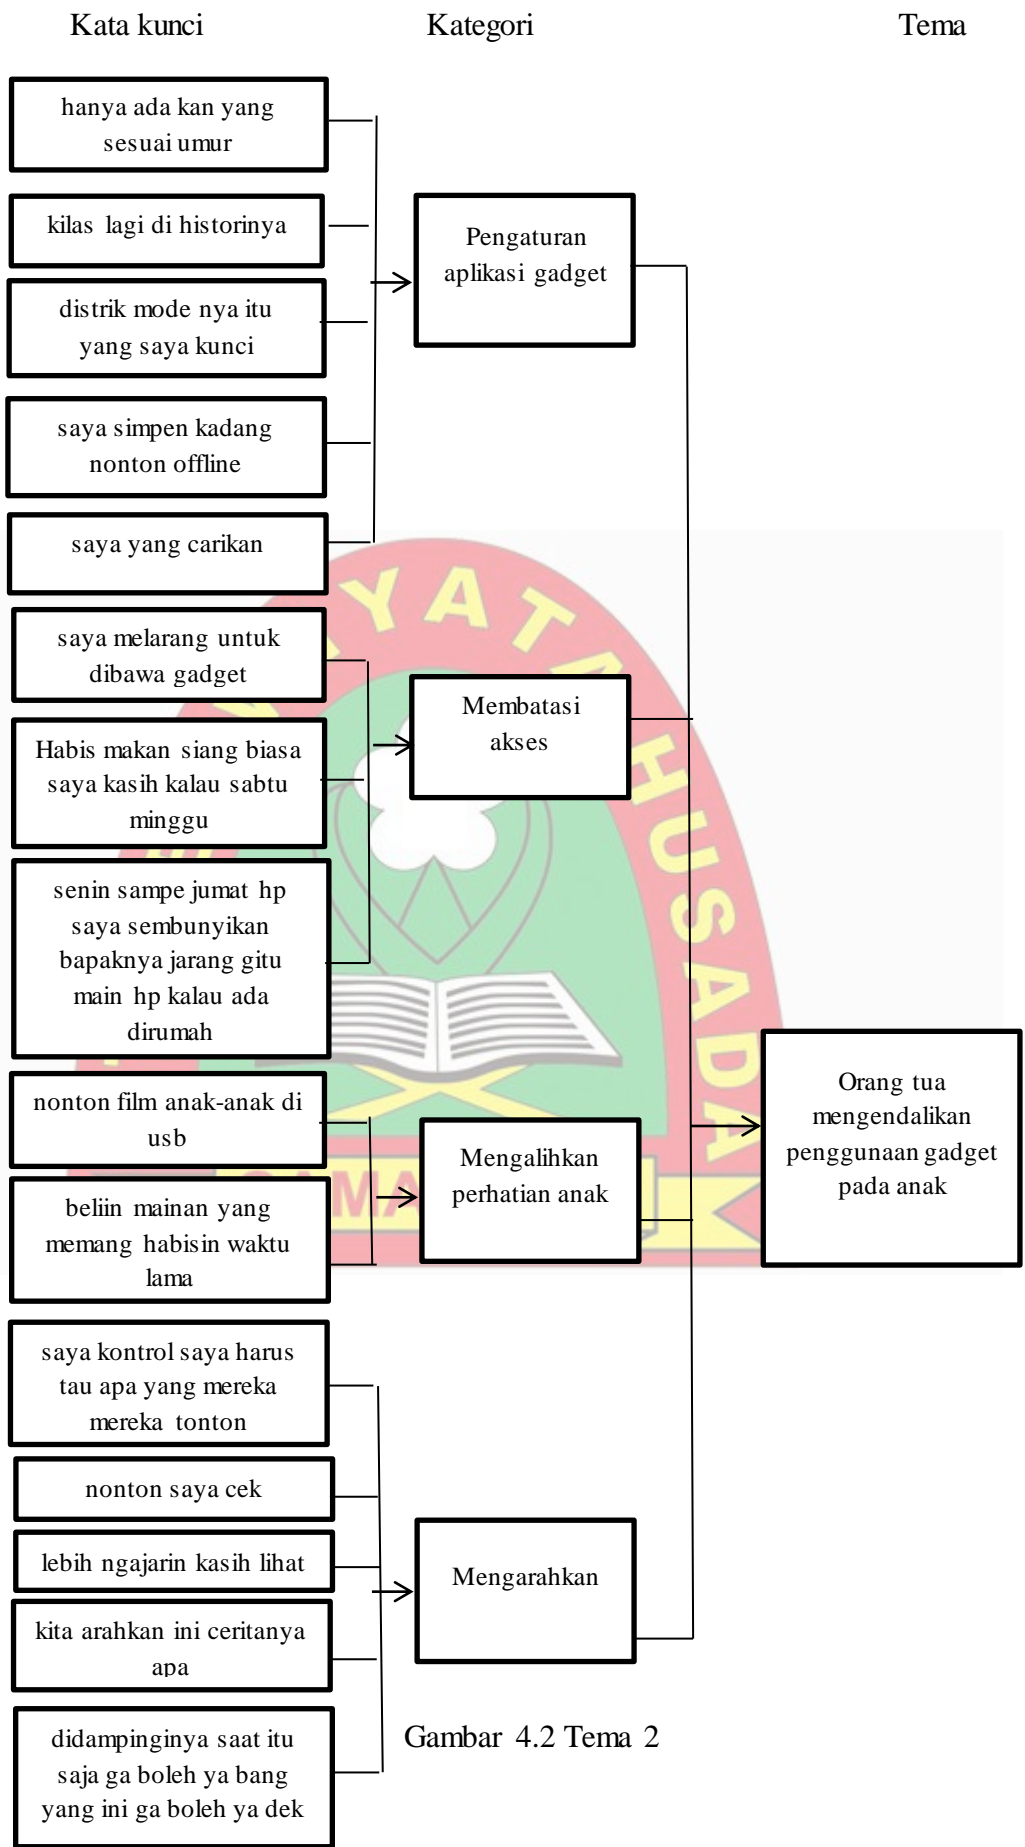 Kata kunci
Kategori
Tema
hanya ada kan yang
sesuai umur
kilas lagi di historinya
distrik mode nya itu
yang saya kunci
saya simpen kadang
nonton offline
saya yang carikan
Pengaturan
aplikasi gadget
saya melarang untuk
dibawa gadget
Habis makan siang biasa
saya kasih kalau sabtu
minggu
senin sampe jumat hp
saya sembunyikan
bapaknya jarang gitu
main hp kalau ada
dirumah
Membatasi
akses
nonton film anak-anak di
usb
beliin mainan yang
memang habisin waktu
lama
Mengalihkan
perhatian anak
saya kontrol saya harus
tau apa yang mereka
mereka tonton
nonton saya cek
lebih ngajarin kasih lihat
kita arahkan ini ceritanya
apa
didampinginya saat itu
saja ga boleh ya bang
yang ini ga boleh ya dek
Mengarahkan
Orang tua
mengendalikan
penggunaan gadget
pada anak
YATA HUSADA
Gambar 4.2 Tema 2